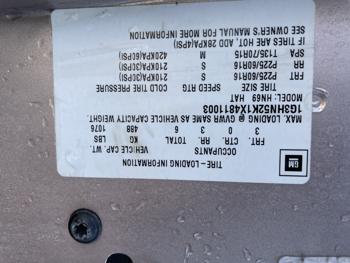 GM
TIRE-LOADING INFORMATION
OCCUPANTS VEHICLE CAP. WT.
FRT. CTR. RR. KG LBS
3 0 3 6 488 1076
MAX. LOADING @ GVWR SAME AS VEHICLE CAPACITY WEIGHT.
1G3HN52K1X4811003
MODEL: HN69 HAT
TIRE SIZE SPEED RTG COLD TIRE PRESSURE
FRT P225/60R16 S 210KPA(30PSI)
RR P225/60R16 S 210KPA(30PSI)
SPA T135/70R15 M 420KPA(60PSI)
IF TIRES ARE HOT, ADD 28KPA(4PSI)
SEE OWNER'S MANUAL FOR MORE INFORMATION